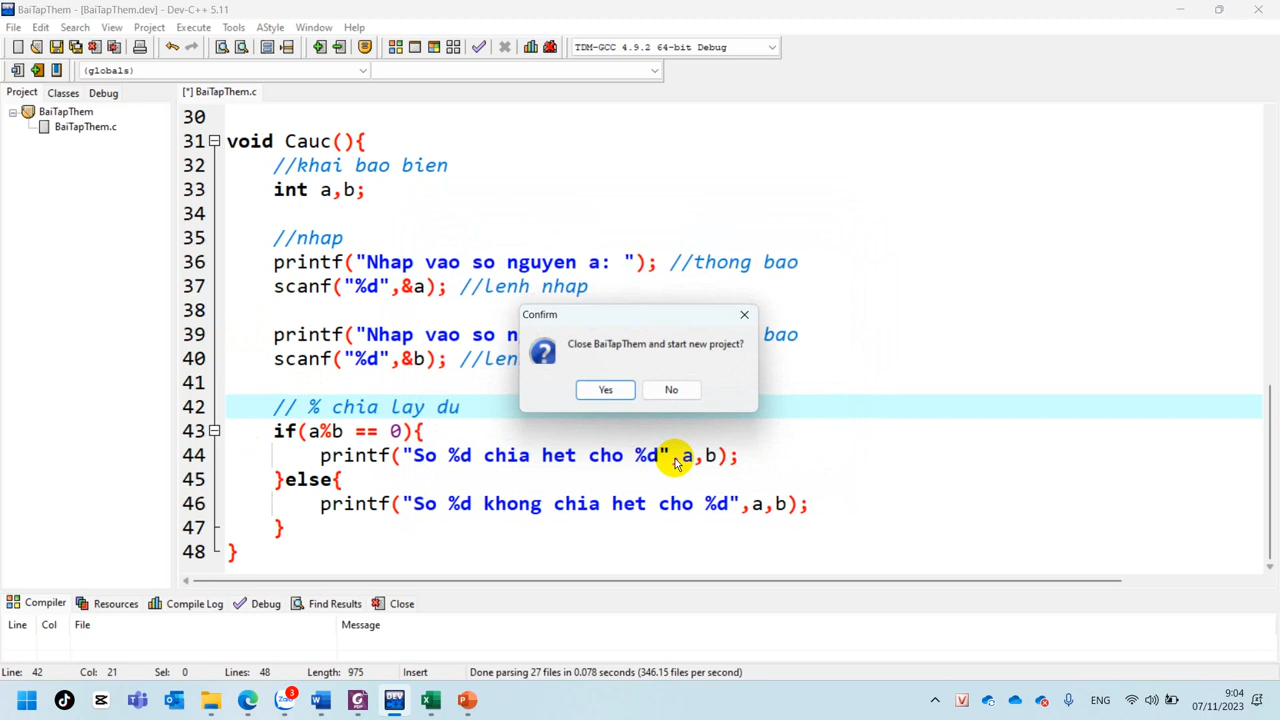 BaiTapThem - [BaiTapThem.dev] - Dev-C++ 5.11
File Edit Search View Project Execute Tools AStyle Window Help
TDM-GCC 4.9.2 64-bit Debug
(globals)
Project Classes Debug
[*] BaiTapThem.c
BaiTapThem
BaiTapThem.c
30
31 void Cauc(){
32 //khai bao bien
33 int a,b;
34
35 //nhap
36 printf("Nhap vao so nguyen a: "); //thong bao
37 scanf("%d",&a); //lenh nhap
38
39 printf("Nhap vao so n bao
40 scanf("%d",&b); //len
41
42 // % chia lay du
43 if(a%b == 0){
44 printf("So %d chia het cho %d",a,b);
45 }else{
46 printf("So %d khong chia het cho %d",a,b);
47 }
48 }
Confirm
Close BaiTapThem and start new project?
Yes No
Compiler Resources Compile Log Debug Find Results Close
Line Col File Message
Line: 42 Col: 21 Sel: 0 Lines: 48 Length: 975 Insert Done parsing 27 files in 0.078 seconds (346.15 files per second)
3
ENG
9:04
07/11/2023